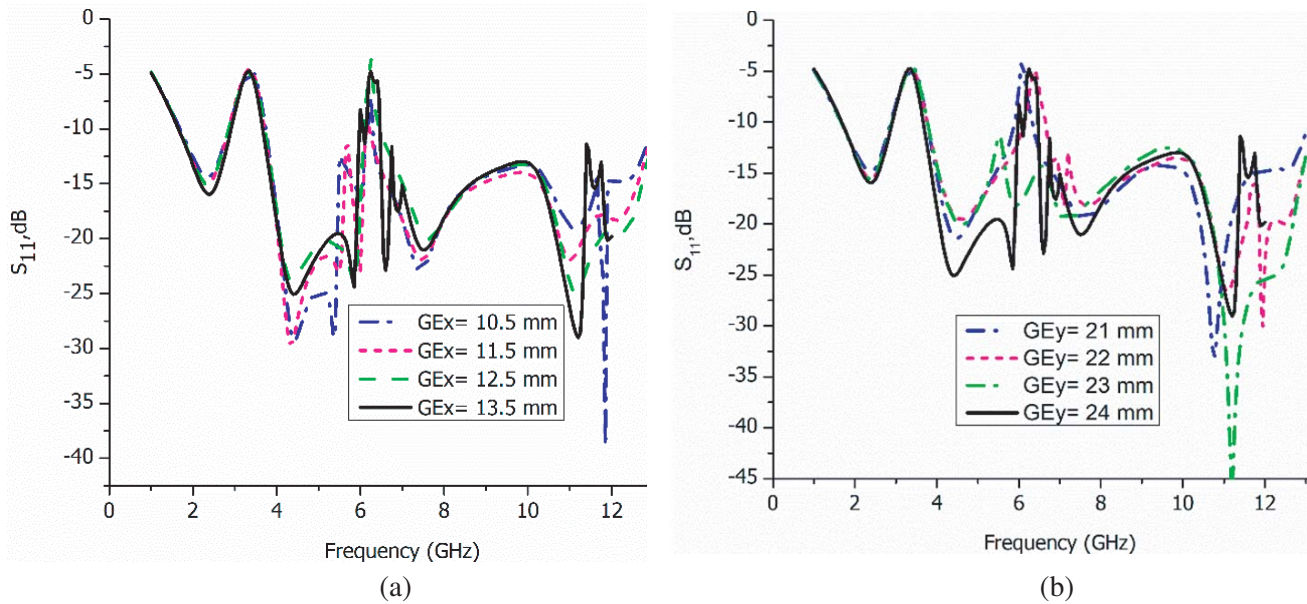 0
-5
-10
-15
-20
-25
-30
-35
-40
S11,dB
GEx= 10.5 mm
GEx= 11.5 mm
GEx= 12.5 mm
GEx= 13.5 mm
0 2 4 6 8 10 12
Frequency (GHz)
(a)
0
-5
-10
-15
-20
-25
-30
-35
-40
-45
S11,dB
GEy= 21 mm
GEy= 22 mm
GEy= 23 mm
GEy= 24 mm
0 2 4 6 8 10 12
Frequency (GHz)
(b)